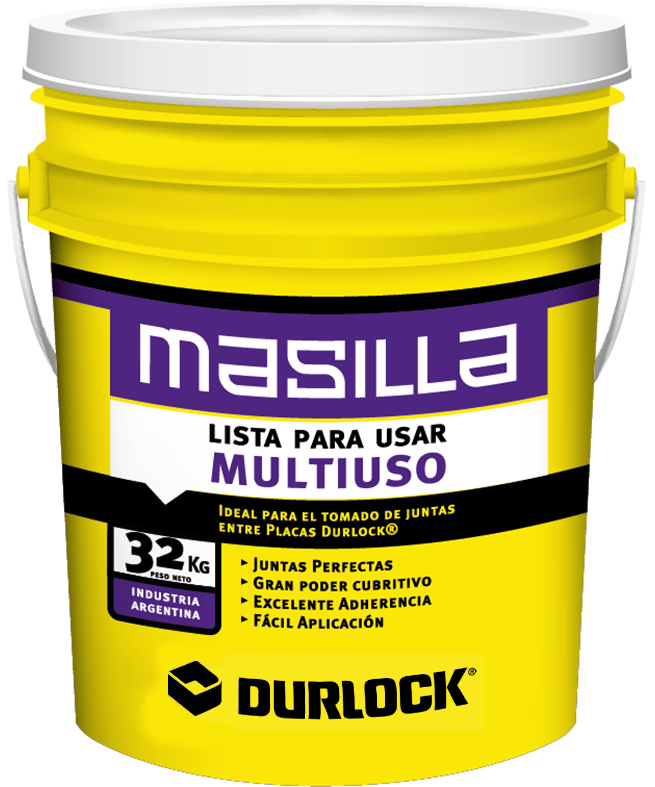 masilla
LISTA PARA USAR
MULTIUSO
IDEAL PARA EL TOMADO DE JUNTAS
ENTRE PLACAS DURLOCK®
32 KG
PESO NETO
INDUSTRIA
ARGENTINA
▸ JUNTAS PERFECTAS
▸ GRAN PODER CUBRITIVO
▸ EXCELENTE ADHERENCIA
▸ FÁCIL APLICACIÓN
DURLOCK®